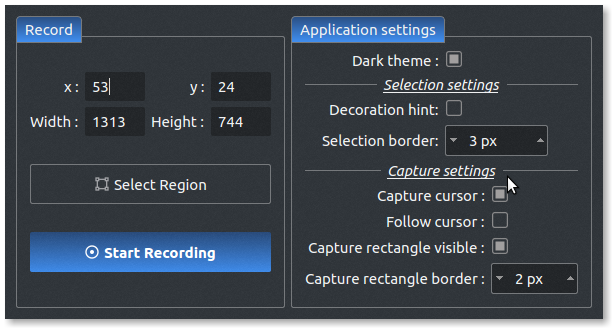 Record
x : 53 y : 24
Width : 1313 Height : 744
Select Region
Start Recording
Application settings
Dark theme :
Selection settings
Decoration hint:
Selection border: 3 px
Capture settings
Capture cursor :
Follow cursor :
Capture rectangle visible :
Capture rectangle border : 2 px